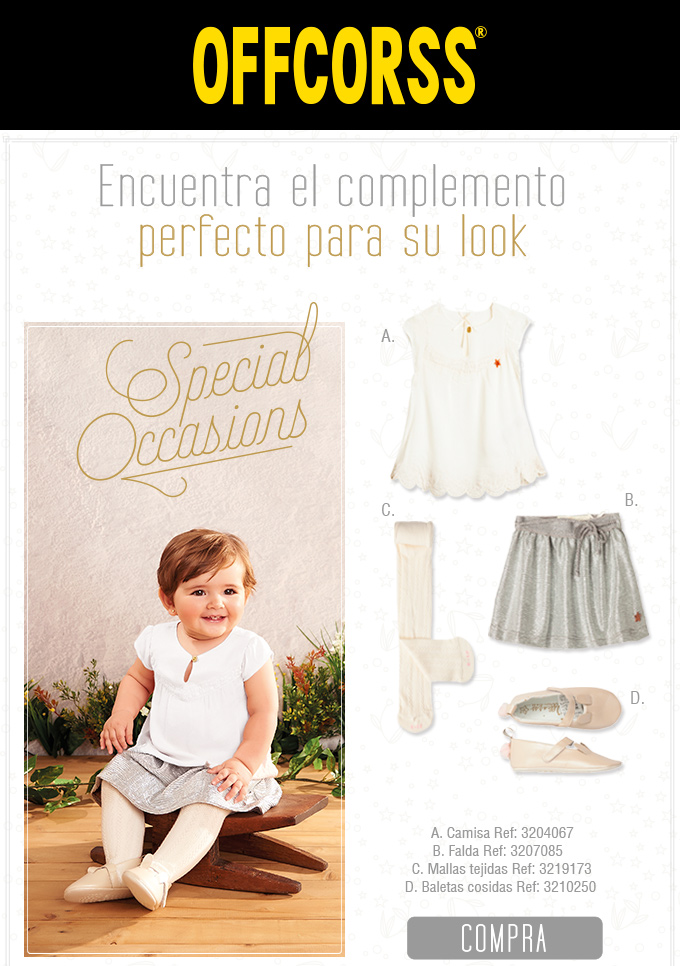 OFFCORSS®
Encuentra el complemento
perfecto para su look
Special
Occasions
A.
B.
C.
D.
A. Camisa Ref: 3204067
B. Falda Ref: 3207085
C. Mallas tejidas Ref: 3219173
D. Baletas cosidas Ref: 3210250
COMPRA